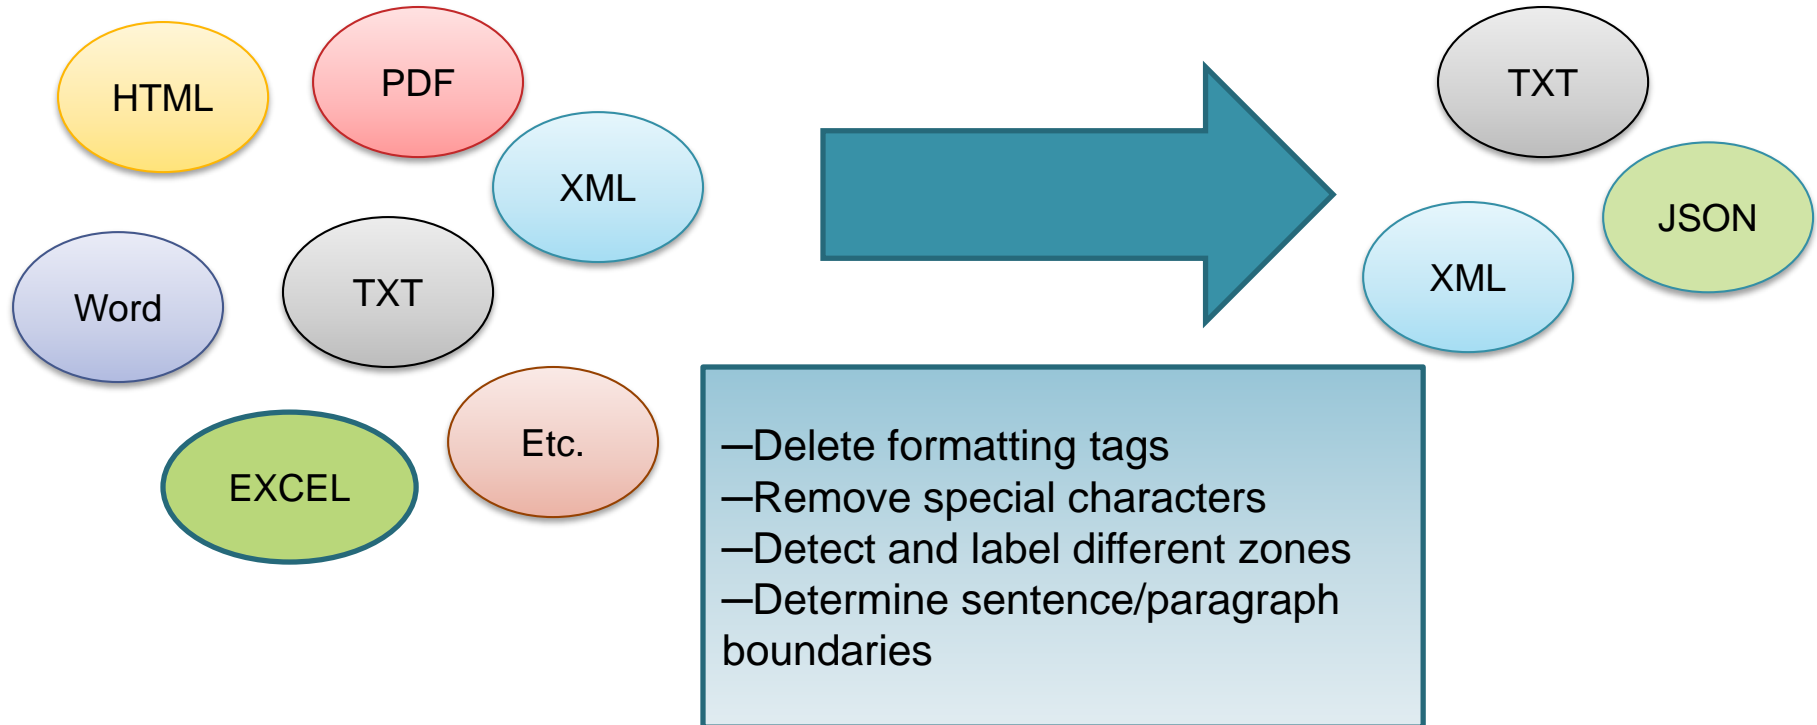 HTML
PDF
XML
Word
TXT
EXCEL
Etc.
TXT
JSON
XML
—Delete formatting tags
—Remove special characters
—Detect and label different zones
—Determine sentence/paragraph
boundaries